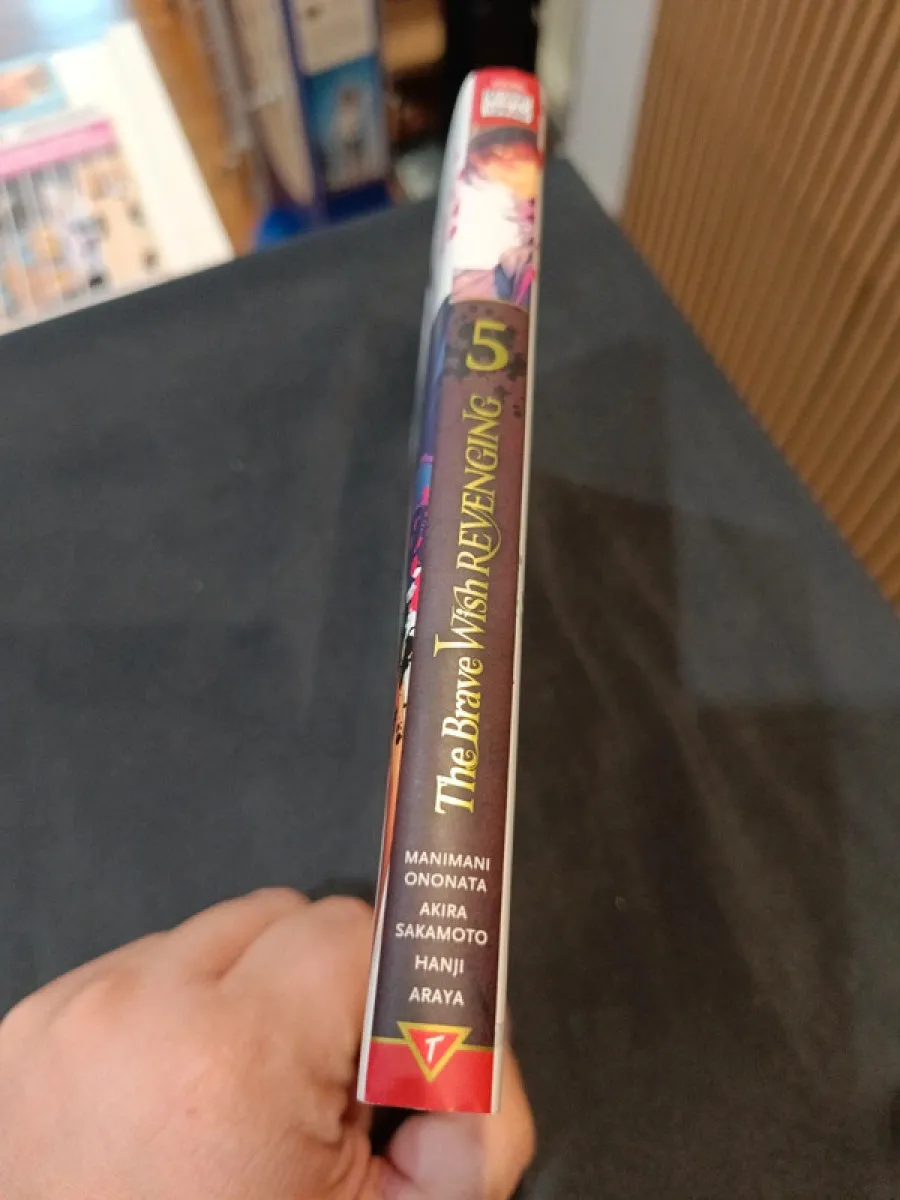 5
The Brave Wish REVENGING
MANIMANI
ONONATA
AKIRA
SAKAMOTO
HANJI
ARAYA
T